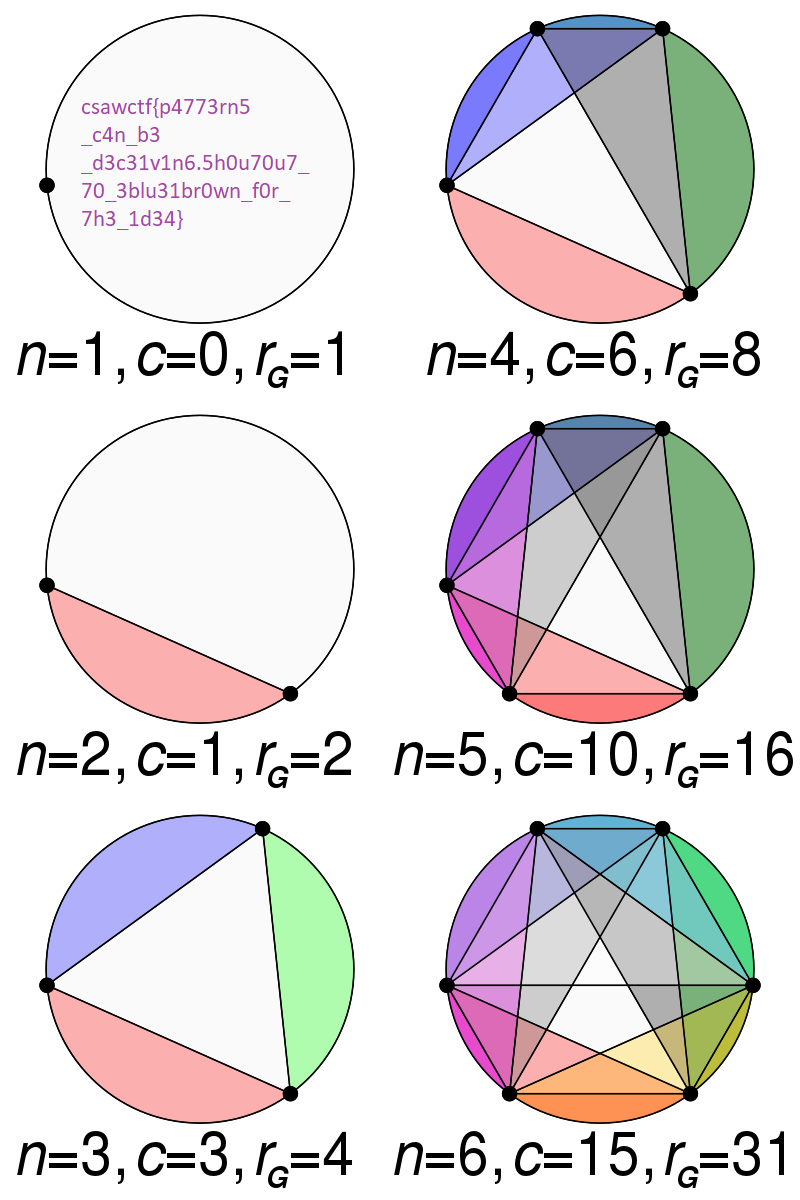 csawctf{p4773rn5
_c4n_b3
_d3c31v1n6.5h0u70u7_
70_3blu31br0wn_f0r_
7h3_1d34}
n=1, c=0, r_G=1
n=4, c=6, r_G=8
n=2, c=1, r_G=2
n=5, c=10, r_G=16
n=3, c=3, r_G=4
n=6, c=15, r_G=31